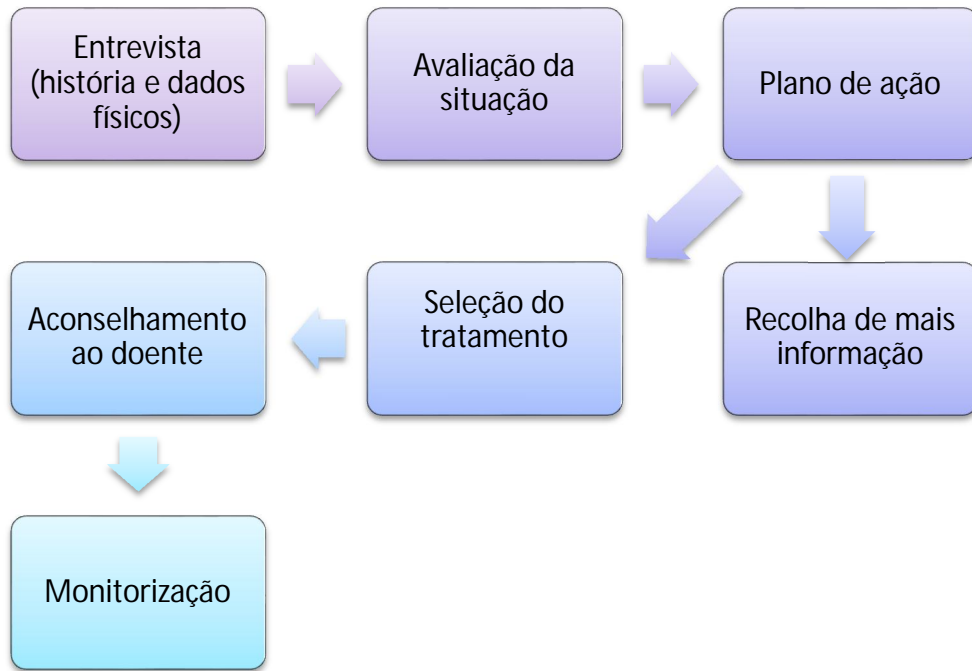 Entrevista
(história e dados
físicos)
Avaliação da
situação
Plano de ação
Seleção do
tratamento
Recolha de mais
informação
Aconselhamento
ao doente
Monitorização